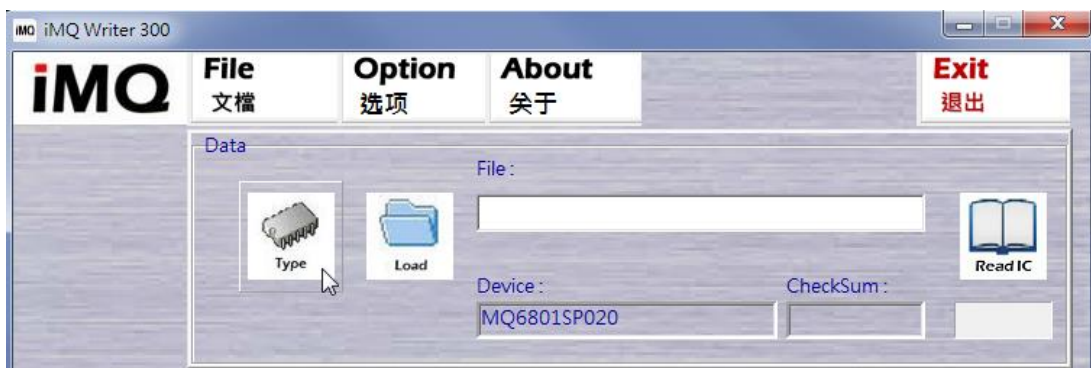 iMQ iMQ Writer 300
iMQ
File
文檔
Option
选项
About
关于
Exit
退出
Data
File :
Type
Load
Read IC
Device :
CheckSum :
MQ6801SP020